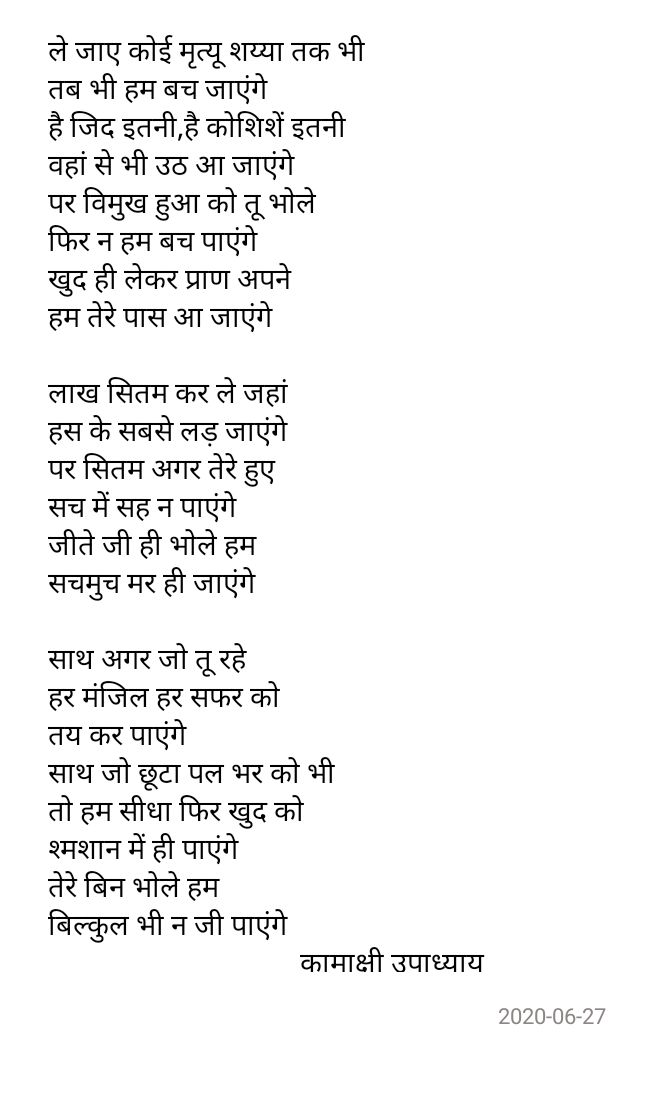 ले जाए कोई मृत्यू शय्या तक भी
तब भी हम बच जाएंगे
है जिद इतनी,है कोशिशें इतनी
वहां से भी उठ आ जाएंगे
पर विमुख हुआ को तू भोले
फिर न हम बच पाएंगे
खुद ही लेकर प्राण अपने
हम तेरे पास आ जाएंगे

लाख सितम कर ले जहां
हस के सबसे लड़ जाएंगे
पर सितम अगर तेरे हुए
सच में सह न पाएंगे
जीते जी ही भोले हम
सचमुच मर ही जाएंगे

साथ अगर जो तू रहे
हर मंजिल हर सफर को
तय कर पाएंगे
साथ जो छूटा पल भर को भी
तो हम सीधा फिर खुद को
श्मशान में ही पाएंगे
तेरे बिन भोले हम
बिल्कुल भी न जी पाएंगे
कामाक्षी उपाध्याय
2020-06-27